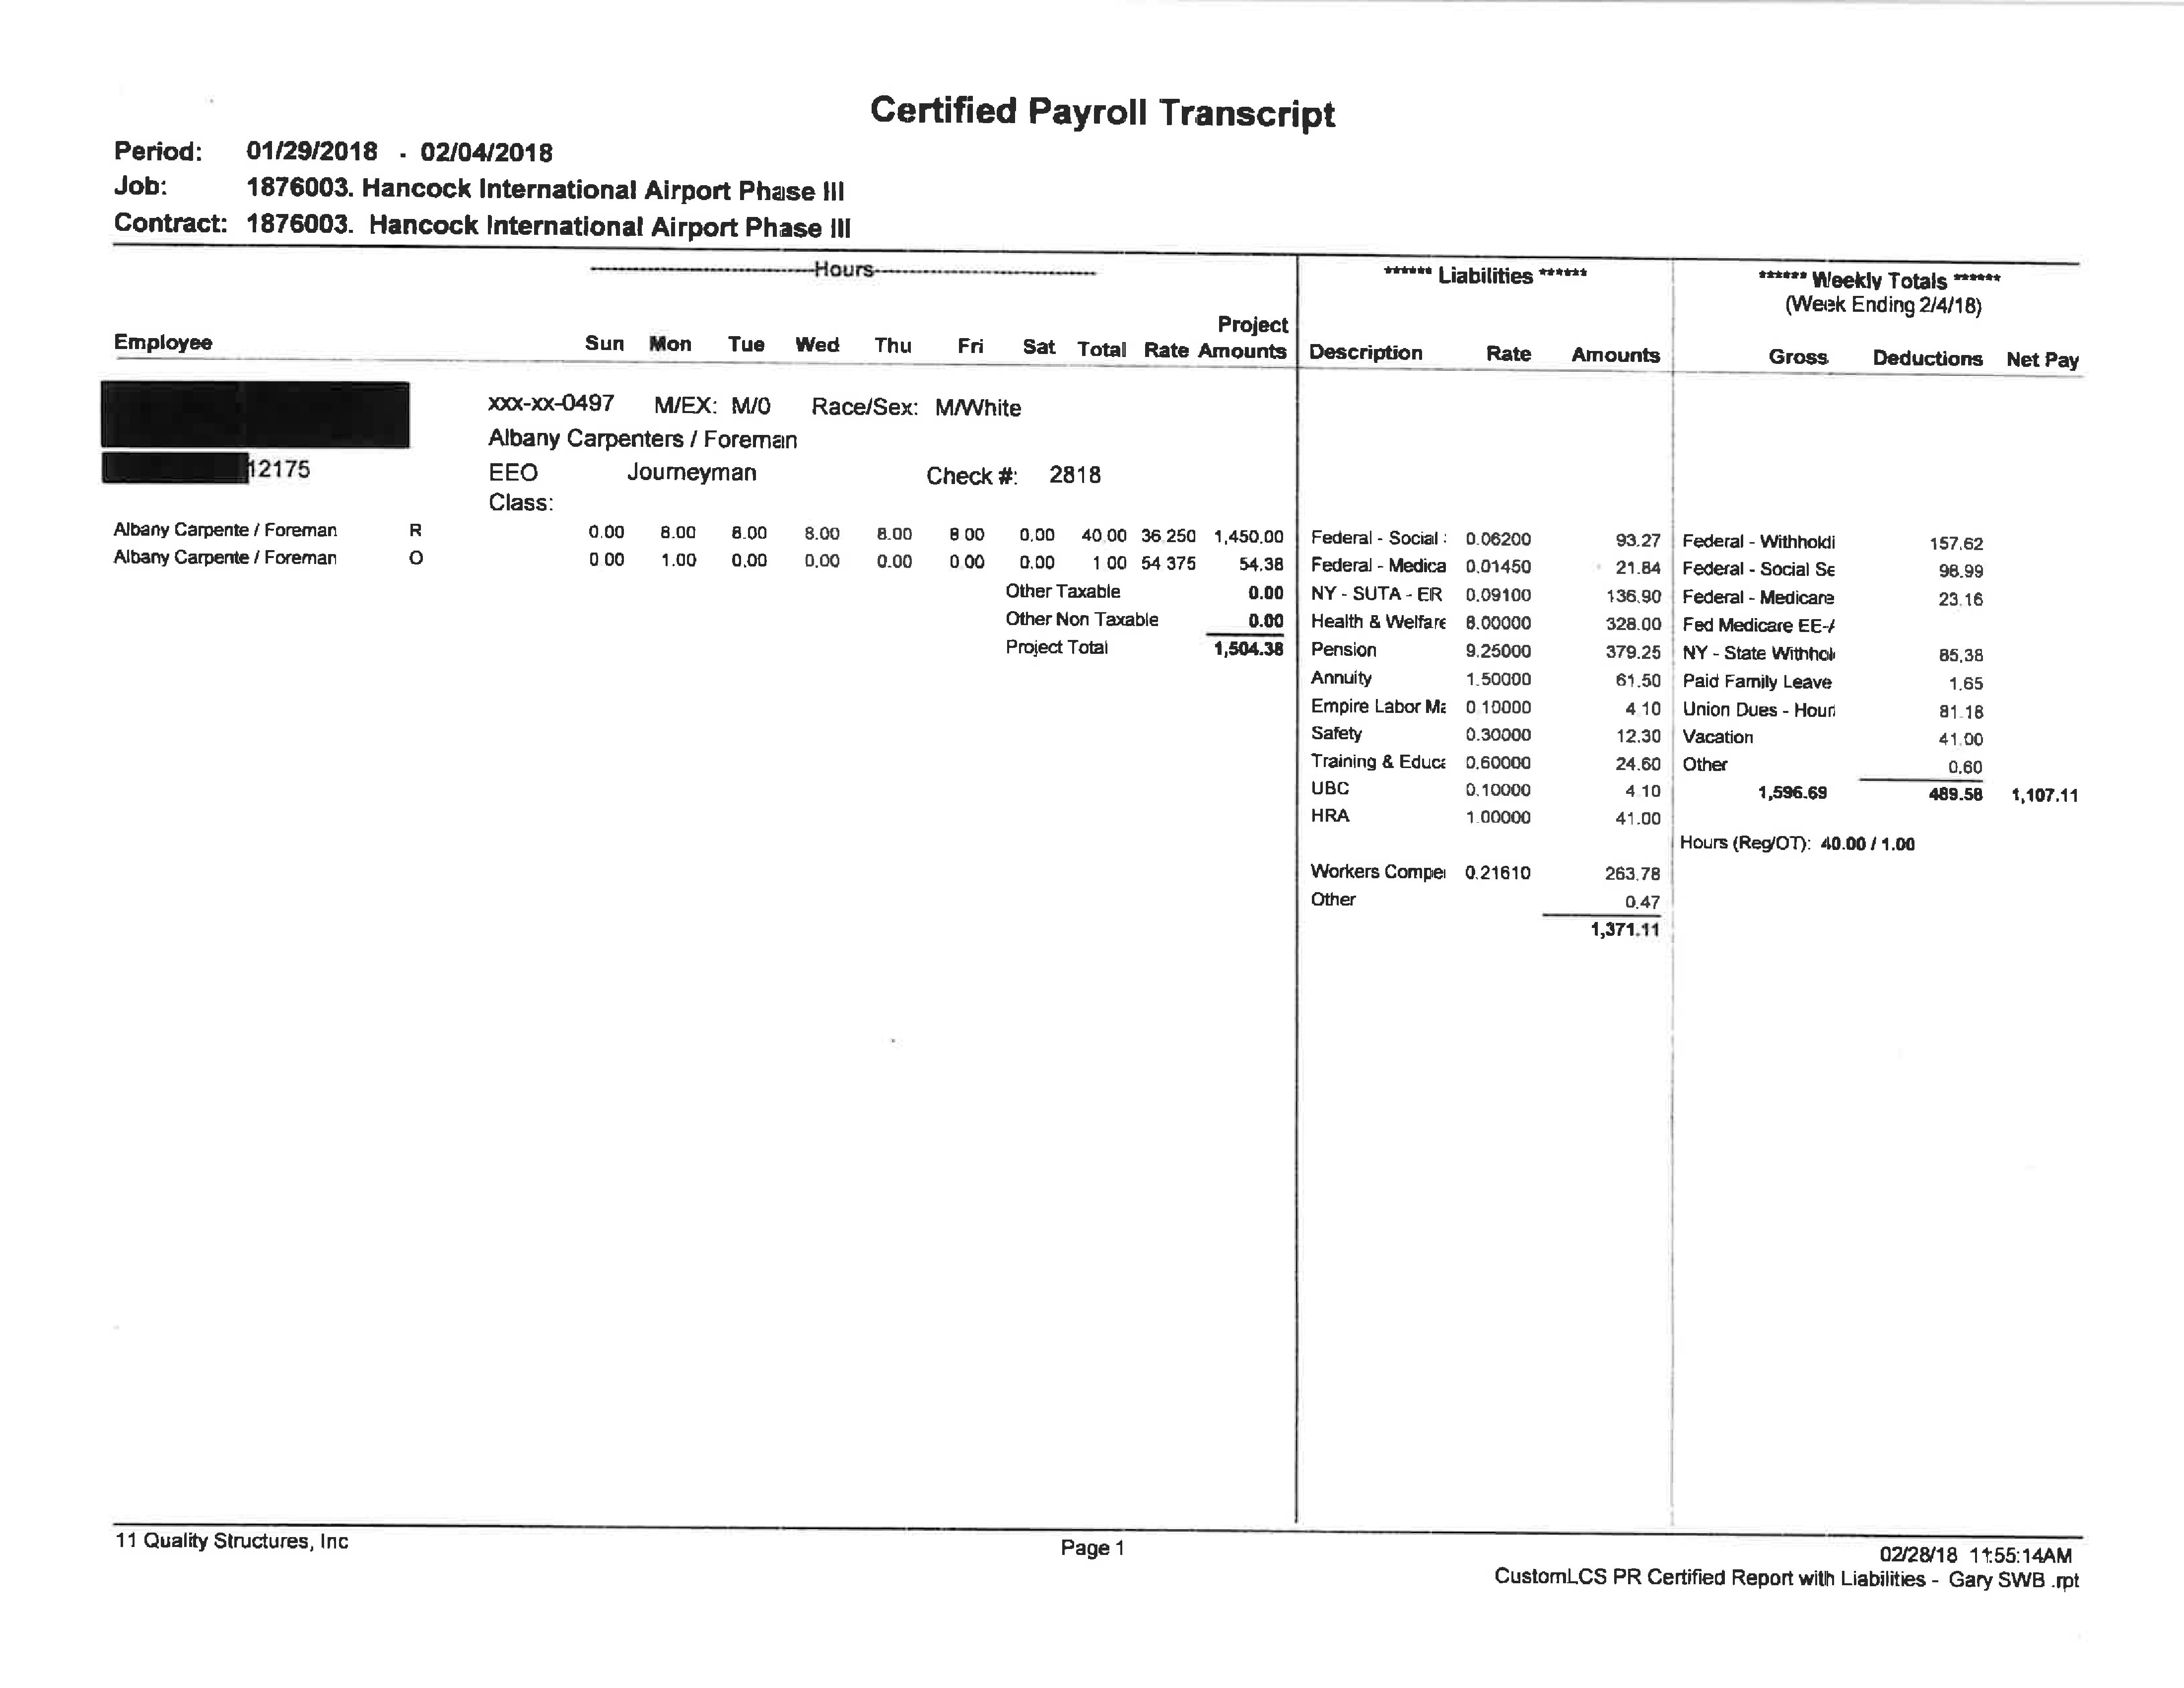 Certified Payroll Transcript
Period: 01/29/2018 - 02/04/2018
Job: 1876003. Hancock International Airport Phase III
Contract: 1876003. Hancock International Airport Phase III
Hours
****** Liabilities ******
****** Weekly Totals ******
(Week Ending 2/4/18)
Employee Sun Mon Tue Wed Thu Fri Sat Total Rate Project Amounts Description Rate Amounts Gross Deductions Net Pay
xxx-xx-0497 M/EX: M/0 Race/Sex: M/White
Albany Carpenters / Foreman
12175 EEO Journeyman Check #: 2818
Class:
Albany Carpente / Foreman R 0.00 8.00 8.00 8.00 8.00 8.00 0.00 40.00 36.250 1,450.00 Federal - Social : 0.06200 93.27 Federal - Withholdi 157.62
Albany Carpente / Foreman O 0.00 1.00 0.00 0.00 0.00 0.00 0.00 1.00 54.375 54.38 Federal - Medica 0.01450 21.84 Federal - Social Se 98.99
Other Taxable 0.00 NY - SUTA - ER 0.09100 136.90 Federal - Medicare 23.16
Other Non Taxable 0.00 Health & Welfare 8.00000 328.00 Fed Medicare EE-A
Project Total 1,504.38 Pension 9.25000 379.25 NY - State Withhol 85.38
Annuity 1.50000 61.50 Paid Family Leave 1.65
Empire Labor Ma 0.10000 4.10 Union Dues - Hourl 81.18
Safety 0.30000 12.30 Vacation 41.00
Training & Educa 0.60000 24.60 Other 0.60
UBC 0.10000 4.10 1,596.69 489.58 1,107.11
HRA 1.00000 41.00
Hours (Reg/OT): 40.00 / 1.00
Workers Compe 0.21610 263.78
Other 0.47
1,371.11
11 Quality Structures, Inc Page 1 02/28/18 11:55:14AM
CustomLCS PR Certified Report with Liabilities - Gary SWB .rpt